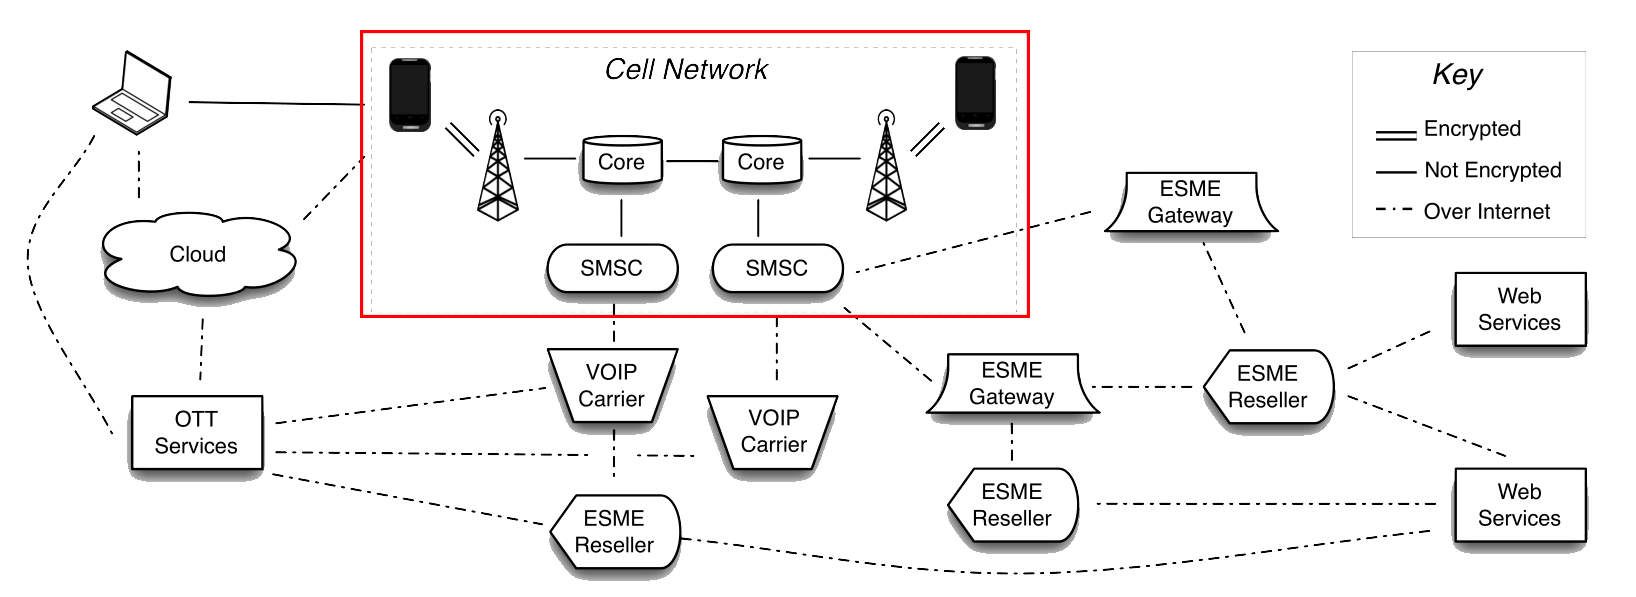 Cell Network
Key
Encrypted
Not Encrypted
Over Internet
Core
Core
ESME
Gateway
Cloud
SMSC
SMSC
Web
Services
VOIP
Carrier
ESME
Gateway
ESME
Reseller
OTT
Services
VOIP
Carrier
ESME
Reseller
Web
Services
ESME
Reseller